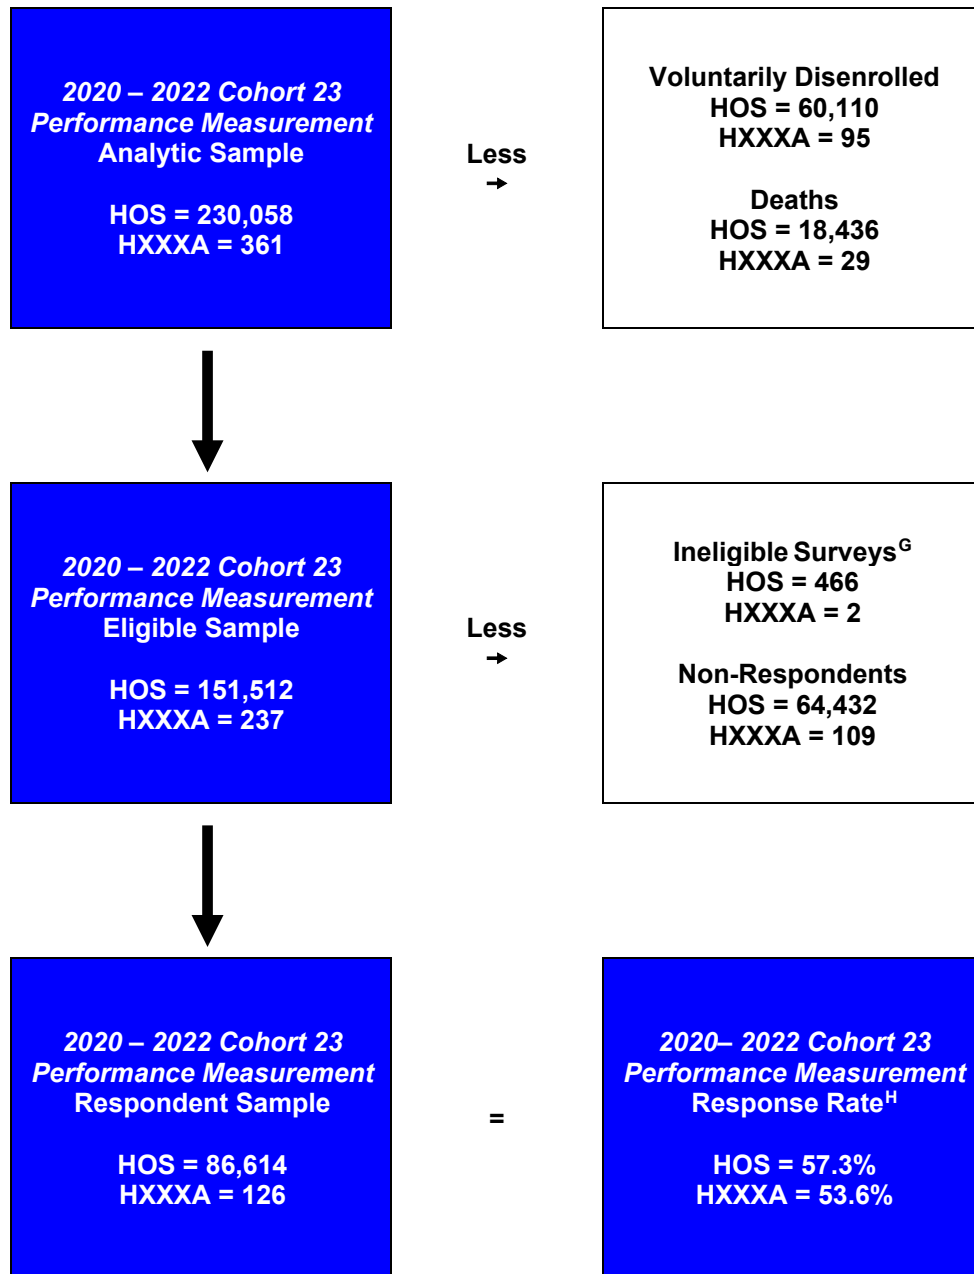 2020 – 2022 Cohort 23
Performance Measurement
Analytic Sample
HOS = 230,058
HXXXA = 361
Less
→
Voluntarily Disenrolled
HOS = 60,110
HXXXA = 95
Deaths
HOS = 18,436
HXXXA = 29
2020 – 2022 Cohort 23
Performance Measurement
Eligible Sample
HOS = 151,512
HXXXA = 237
Less
→
Ineligible Surveys^G
HOS = 466
HXXXA = 2
Non-Respondents
HOS = 64,432
HXXXA = 109
2020 – 2022 Cohort 23
Performance Measurement
Respondent Sample
HOS = 86,614
HXXXA = 126
=
2020– 2022 Cohort 23
Performance Measurement
Response Rate^H
HOS = 57.3%
HXXXA = 53.6%